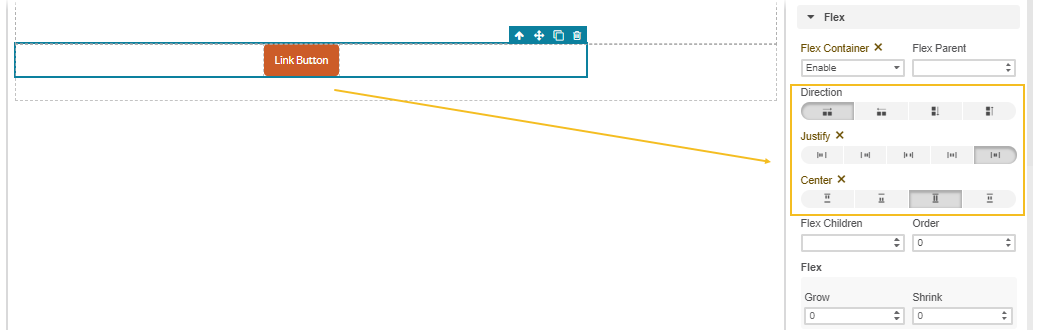 Flex
Flex Container ✕ Flex Parent
Enable
Link Button
Direction
Justify ✕
Center ✕
Flex Children Order
0
Flex
Grow Shrink
0 0